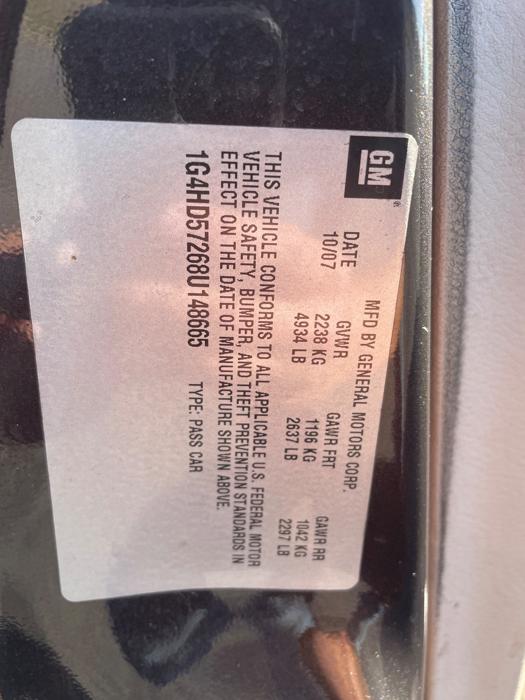 GM®
MFD BY GENERAL MOTORS CORP.
DATE GVWR GAWR FRT GAWR RR
10/07 2238 KG 1196 KG 1042 KG
4934 LB 2637 LB 2297 LB
THIS VEHICLE CONFORMS TO ALL APPLICABLE U.S. FEDERAL MOTOR
VEHICLE SAFETY, BUMPER, AND THEFT PREVENTION STANDARDS IN
EFFECT ON THE DATE OF MANUFACTURE SHOWN ABOVE.
1G4HD57268U148665 TYPE: PASS CAR